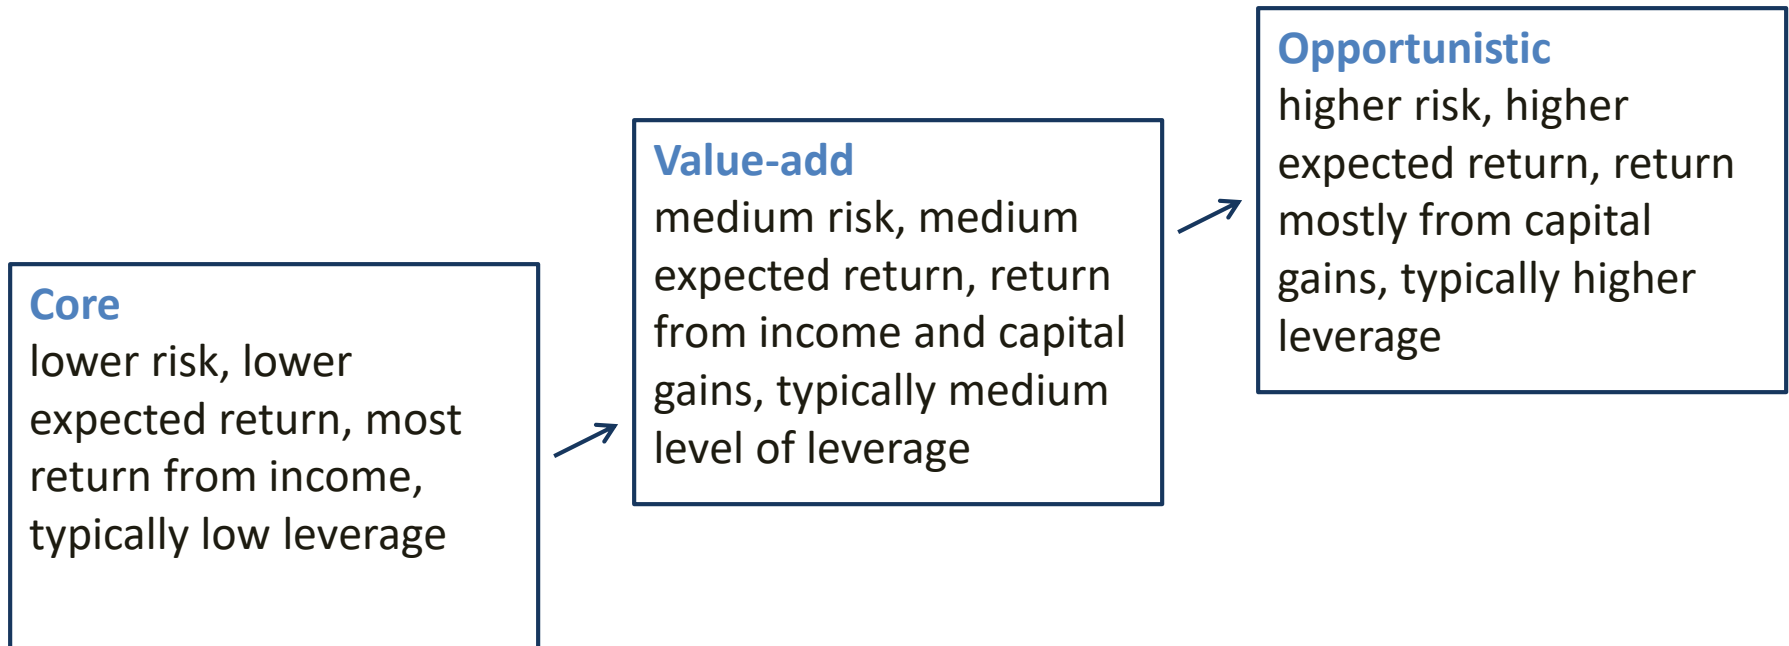 Core
lower risk, lower
expected return, most
return from income,
typically low leverage
Value-add
medium risk, medium
expected return, return
from income and capital
gains, typically medium
level of leverage
Opportunistic
higher risk, higher
expected return, return
mostly from capital
gains, typically higher
leverage